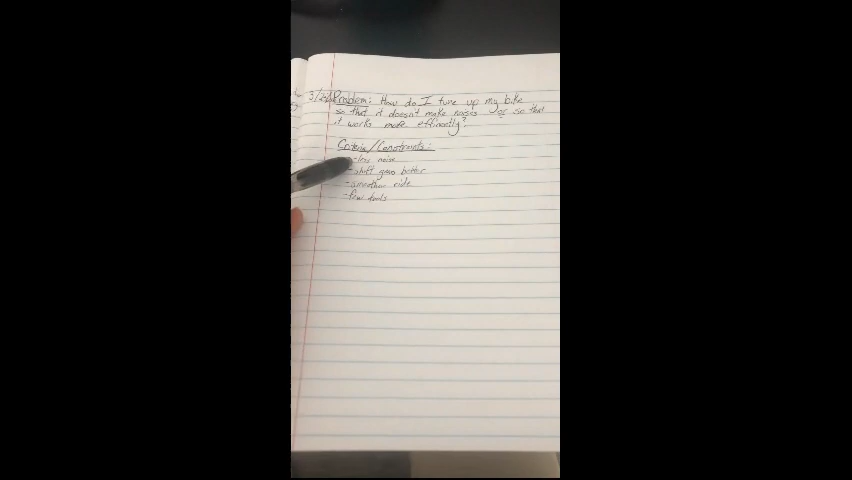 Problem: How do I tune up my bike
so that it doesn't make noises or so that
it works more efficiently?
Criteria/Constraints:
-less noise
-shift gears better
-smoother ride
-few tools